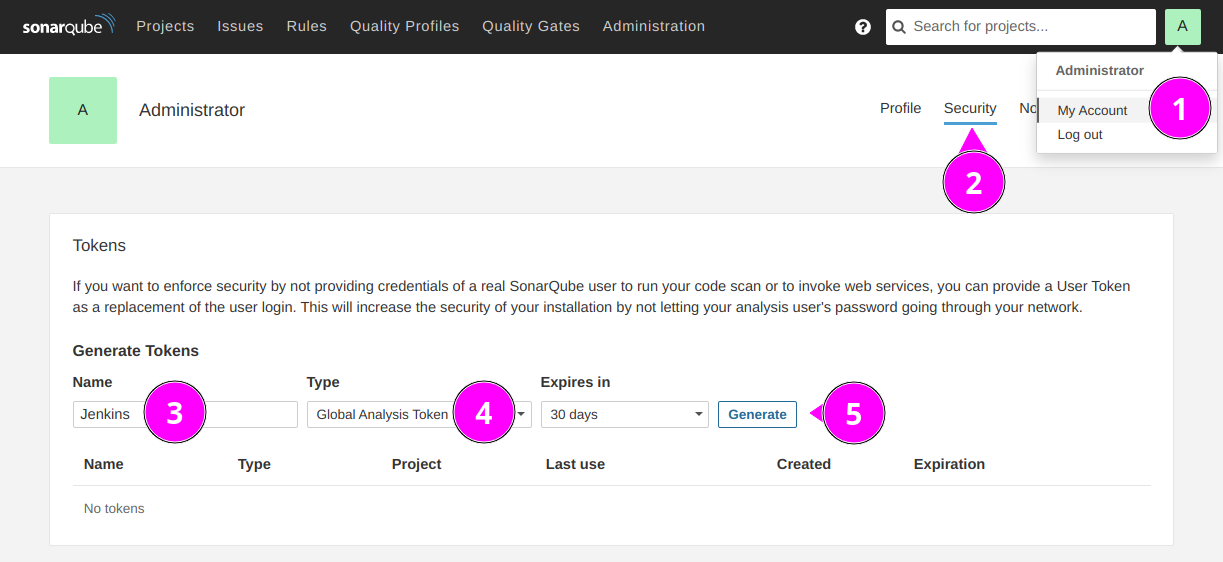 sonarqube Projects Issues Rules Quality Profiles Quality Gates Administration ? Search for projects... A
Administrator
My Account 1
Log out
A Administrator Profile Security No
2
Tokens
If you want to enforce security by not providing credentials of a real SonarQube user to run your code scan or to invoke web services, you can provide a User Token
as a replacement of the user login. This will increase the security of your installation by not letting your analysis user's password going through your network.
Generate Tokens
Name Type Expires in
Jenkins 3 Global Analysis Token 4 30 days Generate 5
Name Type Project Last use Created Expiration
No tokens